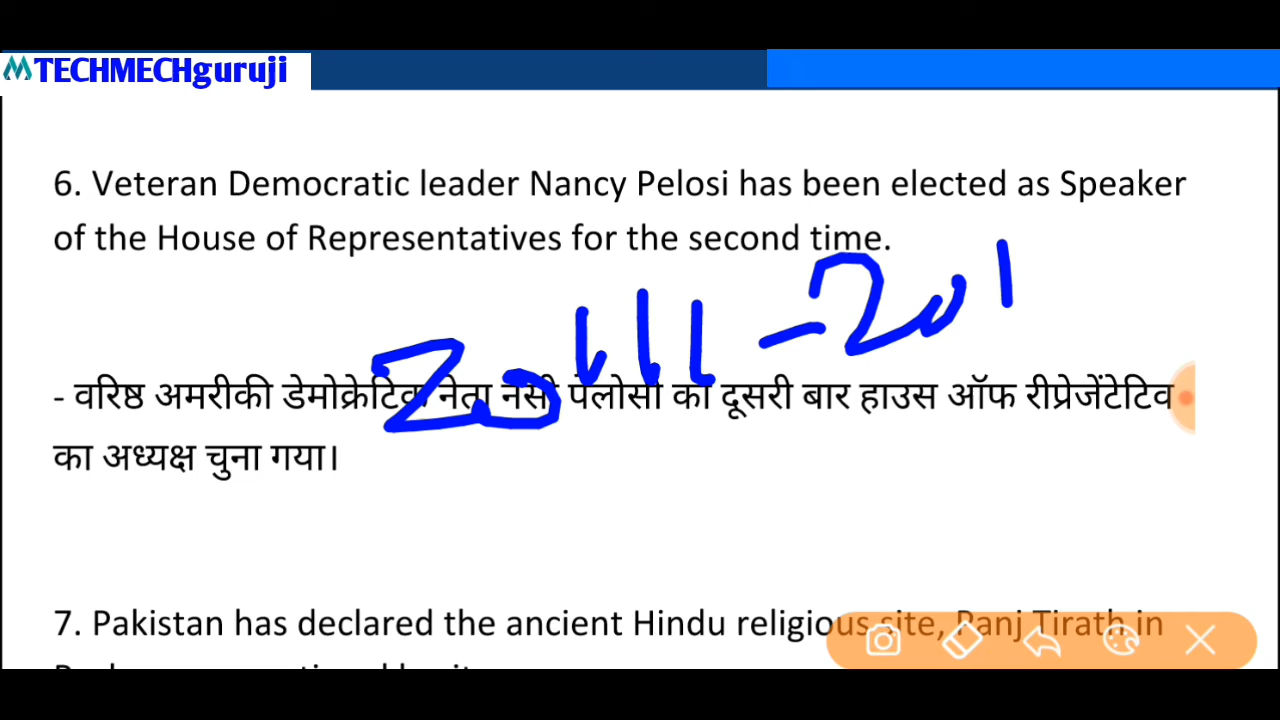 TECHMECHguruji
6. Veteran Democratic leader Nancy Pelosi has been elected as Speaker
of the House of Representatives for the second time.
- वरिष्ठ अमरीकी डेमोक्रेटिक नेता नैंसी पेलोसी को दूसरी बार हाउस ऑफ रीप्रेजेंटेटिव
का अध्यक्ष चुना गया।
7. Pakistan has declared the ancient Hindu religious site, Panj Tirath in